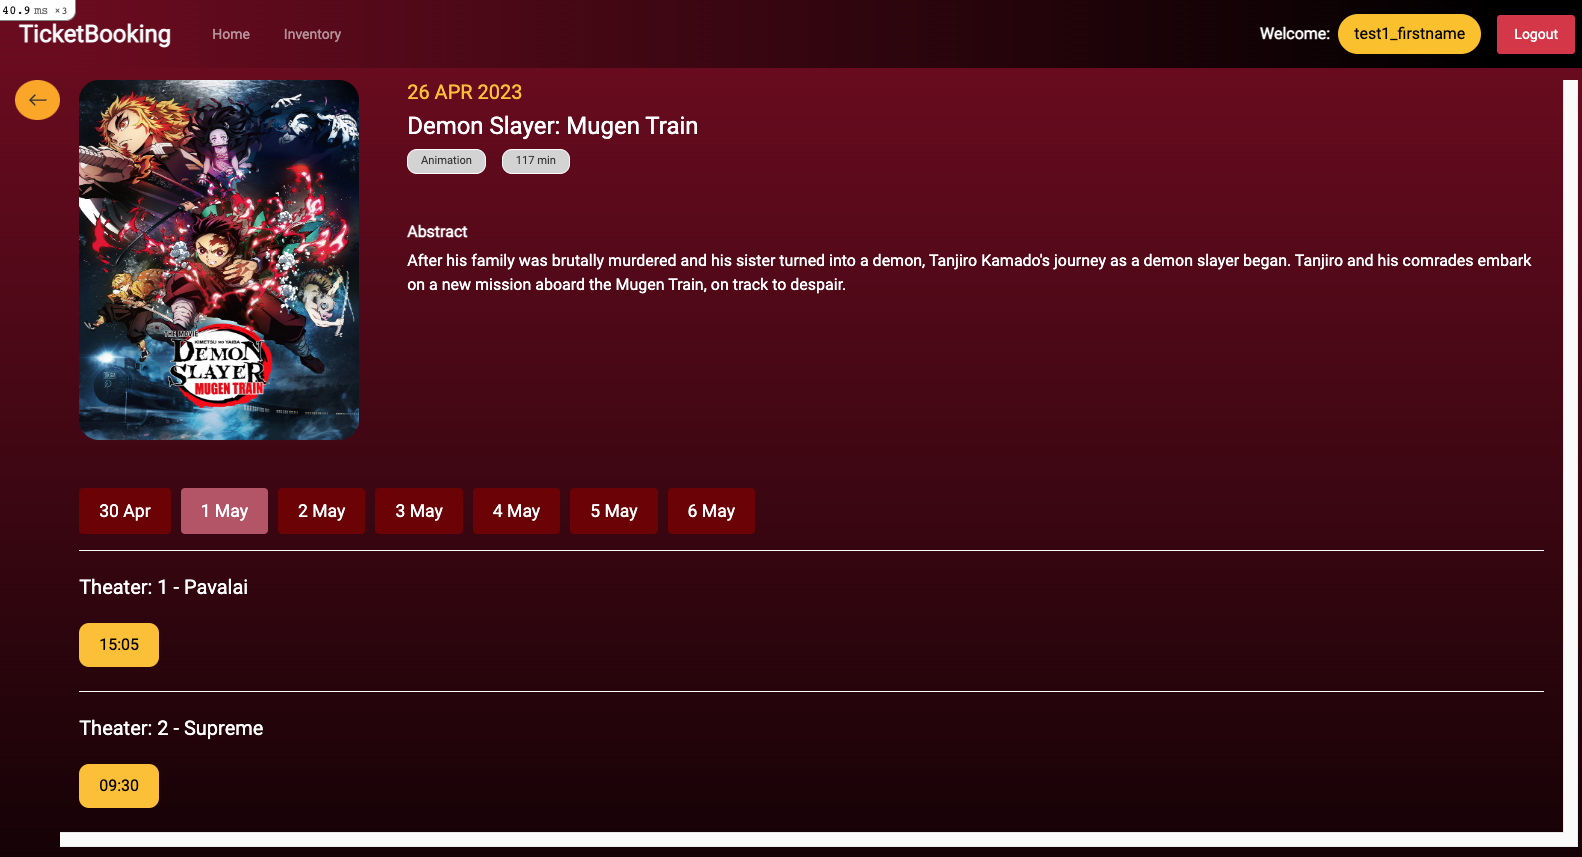 40.9 ms ×3
TicketBooking Home Inventory Welcome: test1_firstname Logout
26 APR 2023
Demon Slayer: Mugen Train
Animation 117 min
Abstract
After his family was brutally murdered and his sister turned into a demon, Tanjiro Kamado's journey as a demon slayer began. Tanjiro and his comrades embark
on a new mission aboard the Mugen Train, on track to despair.
THE MOVIE
KIMETSU NO YAIBA
DEMON
SLAYER
MUGEN TRAIN
30 Apr 1 May 2 May 3 May 4 May 5 May 6 May
Theater: 1 - Pavalai
15:05
Theater: 2 - Supreme
09:30